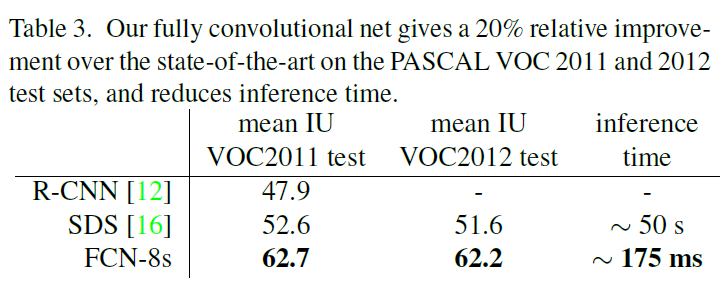 Table 3. Our fully convolutional net gives a 20% relative improve-
ment over the state-of-the-art on the PASCAL VOC 2011 and 2012
test sets, and reduces inference time.
mean IU mean IU inference
VOC2011 test VOC2012 test time
R-CNN [12] 47.9 - -
SDS [16] 52.6 51.6 ∼ 50 s
FCN-8s 62.7 62.2 ∼ 175 ms